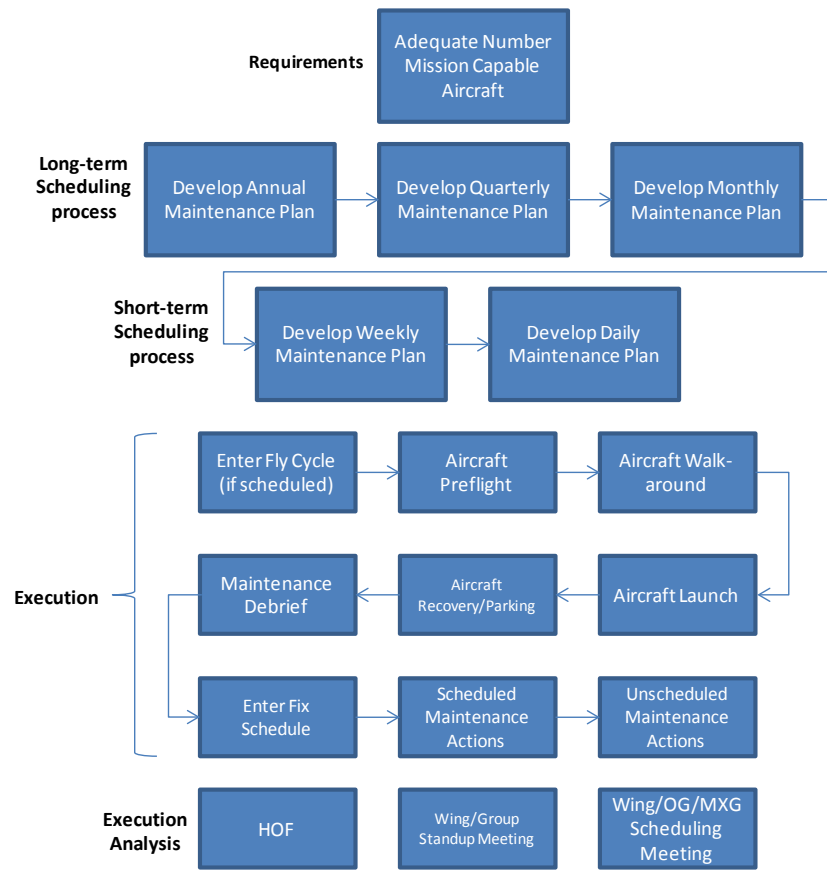 Requirements
Adequate Number
Mission Capable
Aircraft
Long-term
Scheduling
process
Develop Annual
Maintenance Plan
Develop Quarterly
Maintenance Plan
Develop Monthly
Maintenance Plan
Short-term
Scheduling
process
Develop Weekly
Maintenance Plan
Develop Daily
Maintenance Plan
Execution
Enter Fly Cycle
(if scheduled)
Aircraft
Preflight
Aircraft Walk-
around
Maintenance
Debrief
Aircraft
Recovery/Parking
Aircraft Launch
Enter Fix
Schedule
Scheduled
Maintenance
Actions
Unscheduled
Maintenance
Actions
Execution
Analysis
HOF
Wing/Group
Standup Meeting
Wing/OG/MXG
Scheduling
Meeting